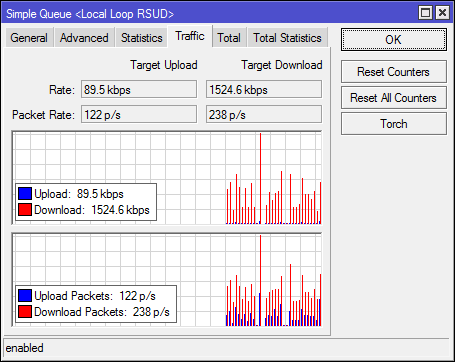 Simple Queue <Local Loop RSUD>
General Advanced Statistics Traffic Total Total Statistics
Target Upload Target Download
Rate: 89.5 kbps 1524.6 kbps
Packet Rate: 122 p/s 238 p/s
Upload: 89.5 kbps
Download: 1524.6 kbps
Upload Packets: 122 p/s
Download Packets: 238 p/s
OK
Reset Counters
Reset All Counters
Torch
enabled